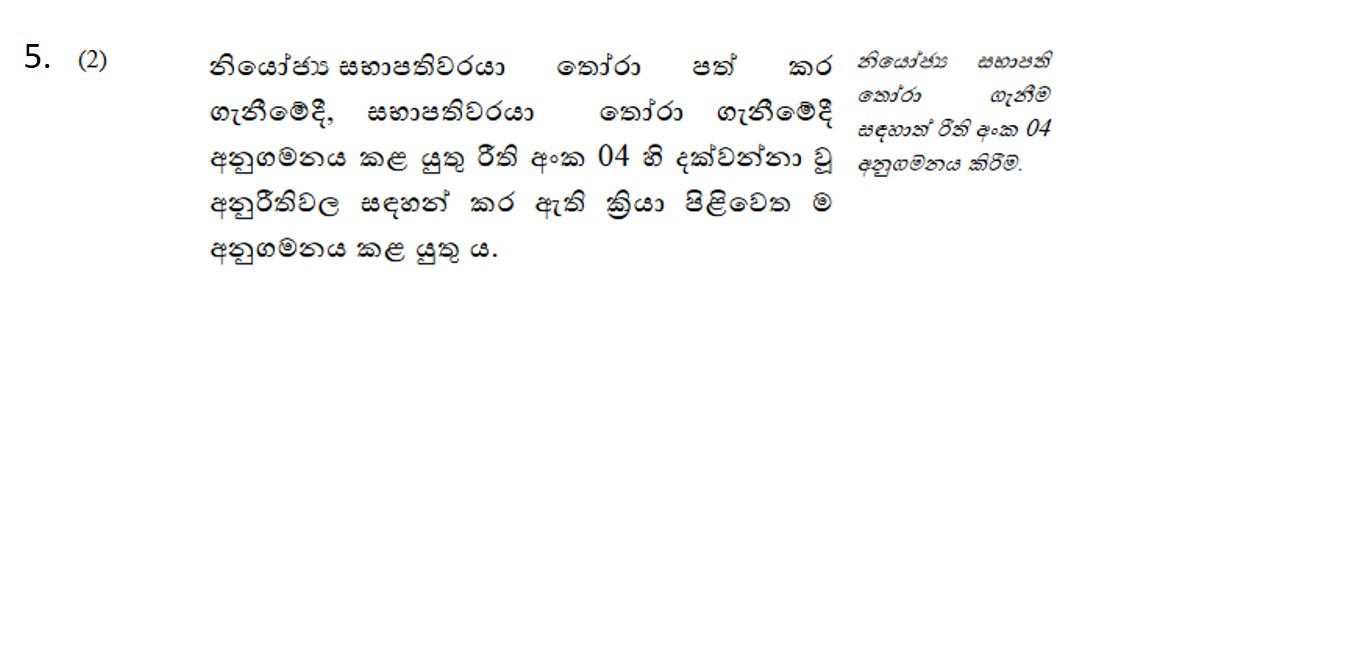 5. (2)
නියෝජ්‍ය සභාපතිවරයා තෝරා පත් කර
ගැනීමේදී, සභාපතිවරයා තෝරා ගැනීමේදී
අනුගමනය කළ යුතු රීති අංක 04 හි දක්වන්නා වූ
අනුරීතිවල සඳහන් කර ඇති ක්‍රියා පිළිවෙත ම
අනුගමනය කළ යුතු ය.
නියෝජ්‍ය සභාපති
තෝරා ගැනීම
සඳහාත් රීති අංක 04
අනුගමනය කිරීම.